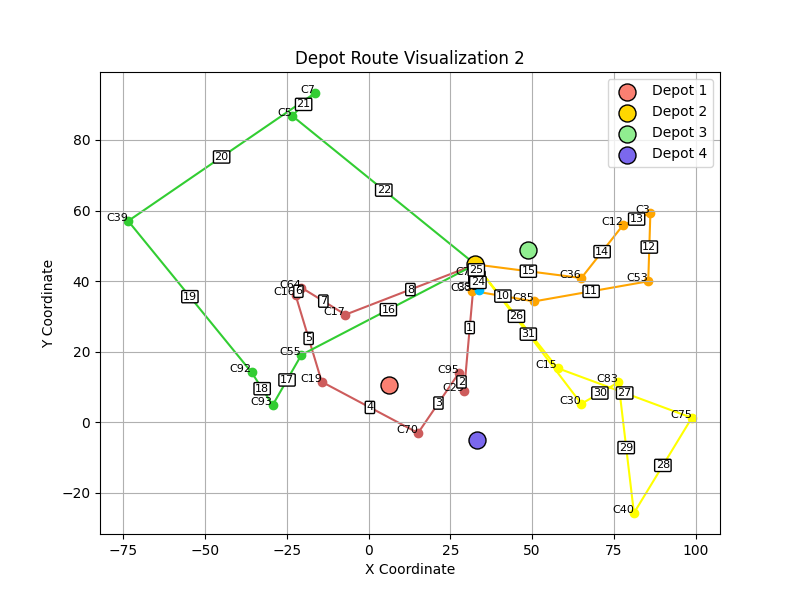 Depot Route Visualization 2
Depot 1
Depot 2
Depot 3
Depot 4
Y Coordinate
80
60
40
20
0
−20
−75
−50
−25
0
25
50
75
100
X Coordinate
C7
21
C5
20
22
C39
C3
13
C12
12
14
25
15
C36
C53
24
C64
6
7
8
C17
19
10
C85
11
16
26
1
31
5
C55
C92
18
17
C93
C19
C95
2
3
4
C70
C15
C83
27
30
C30
C75
29
28
C40